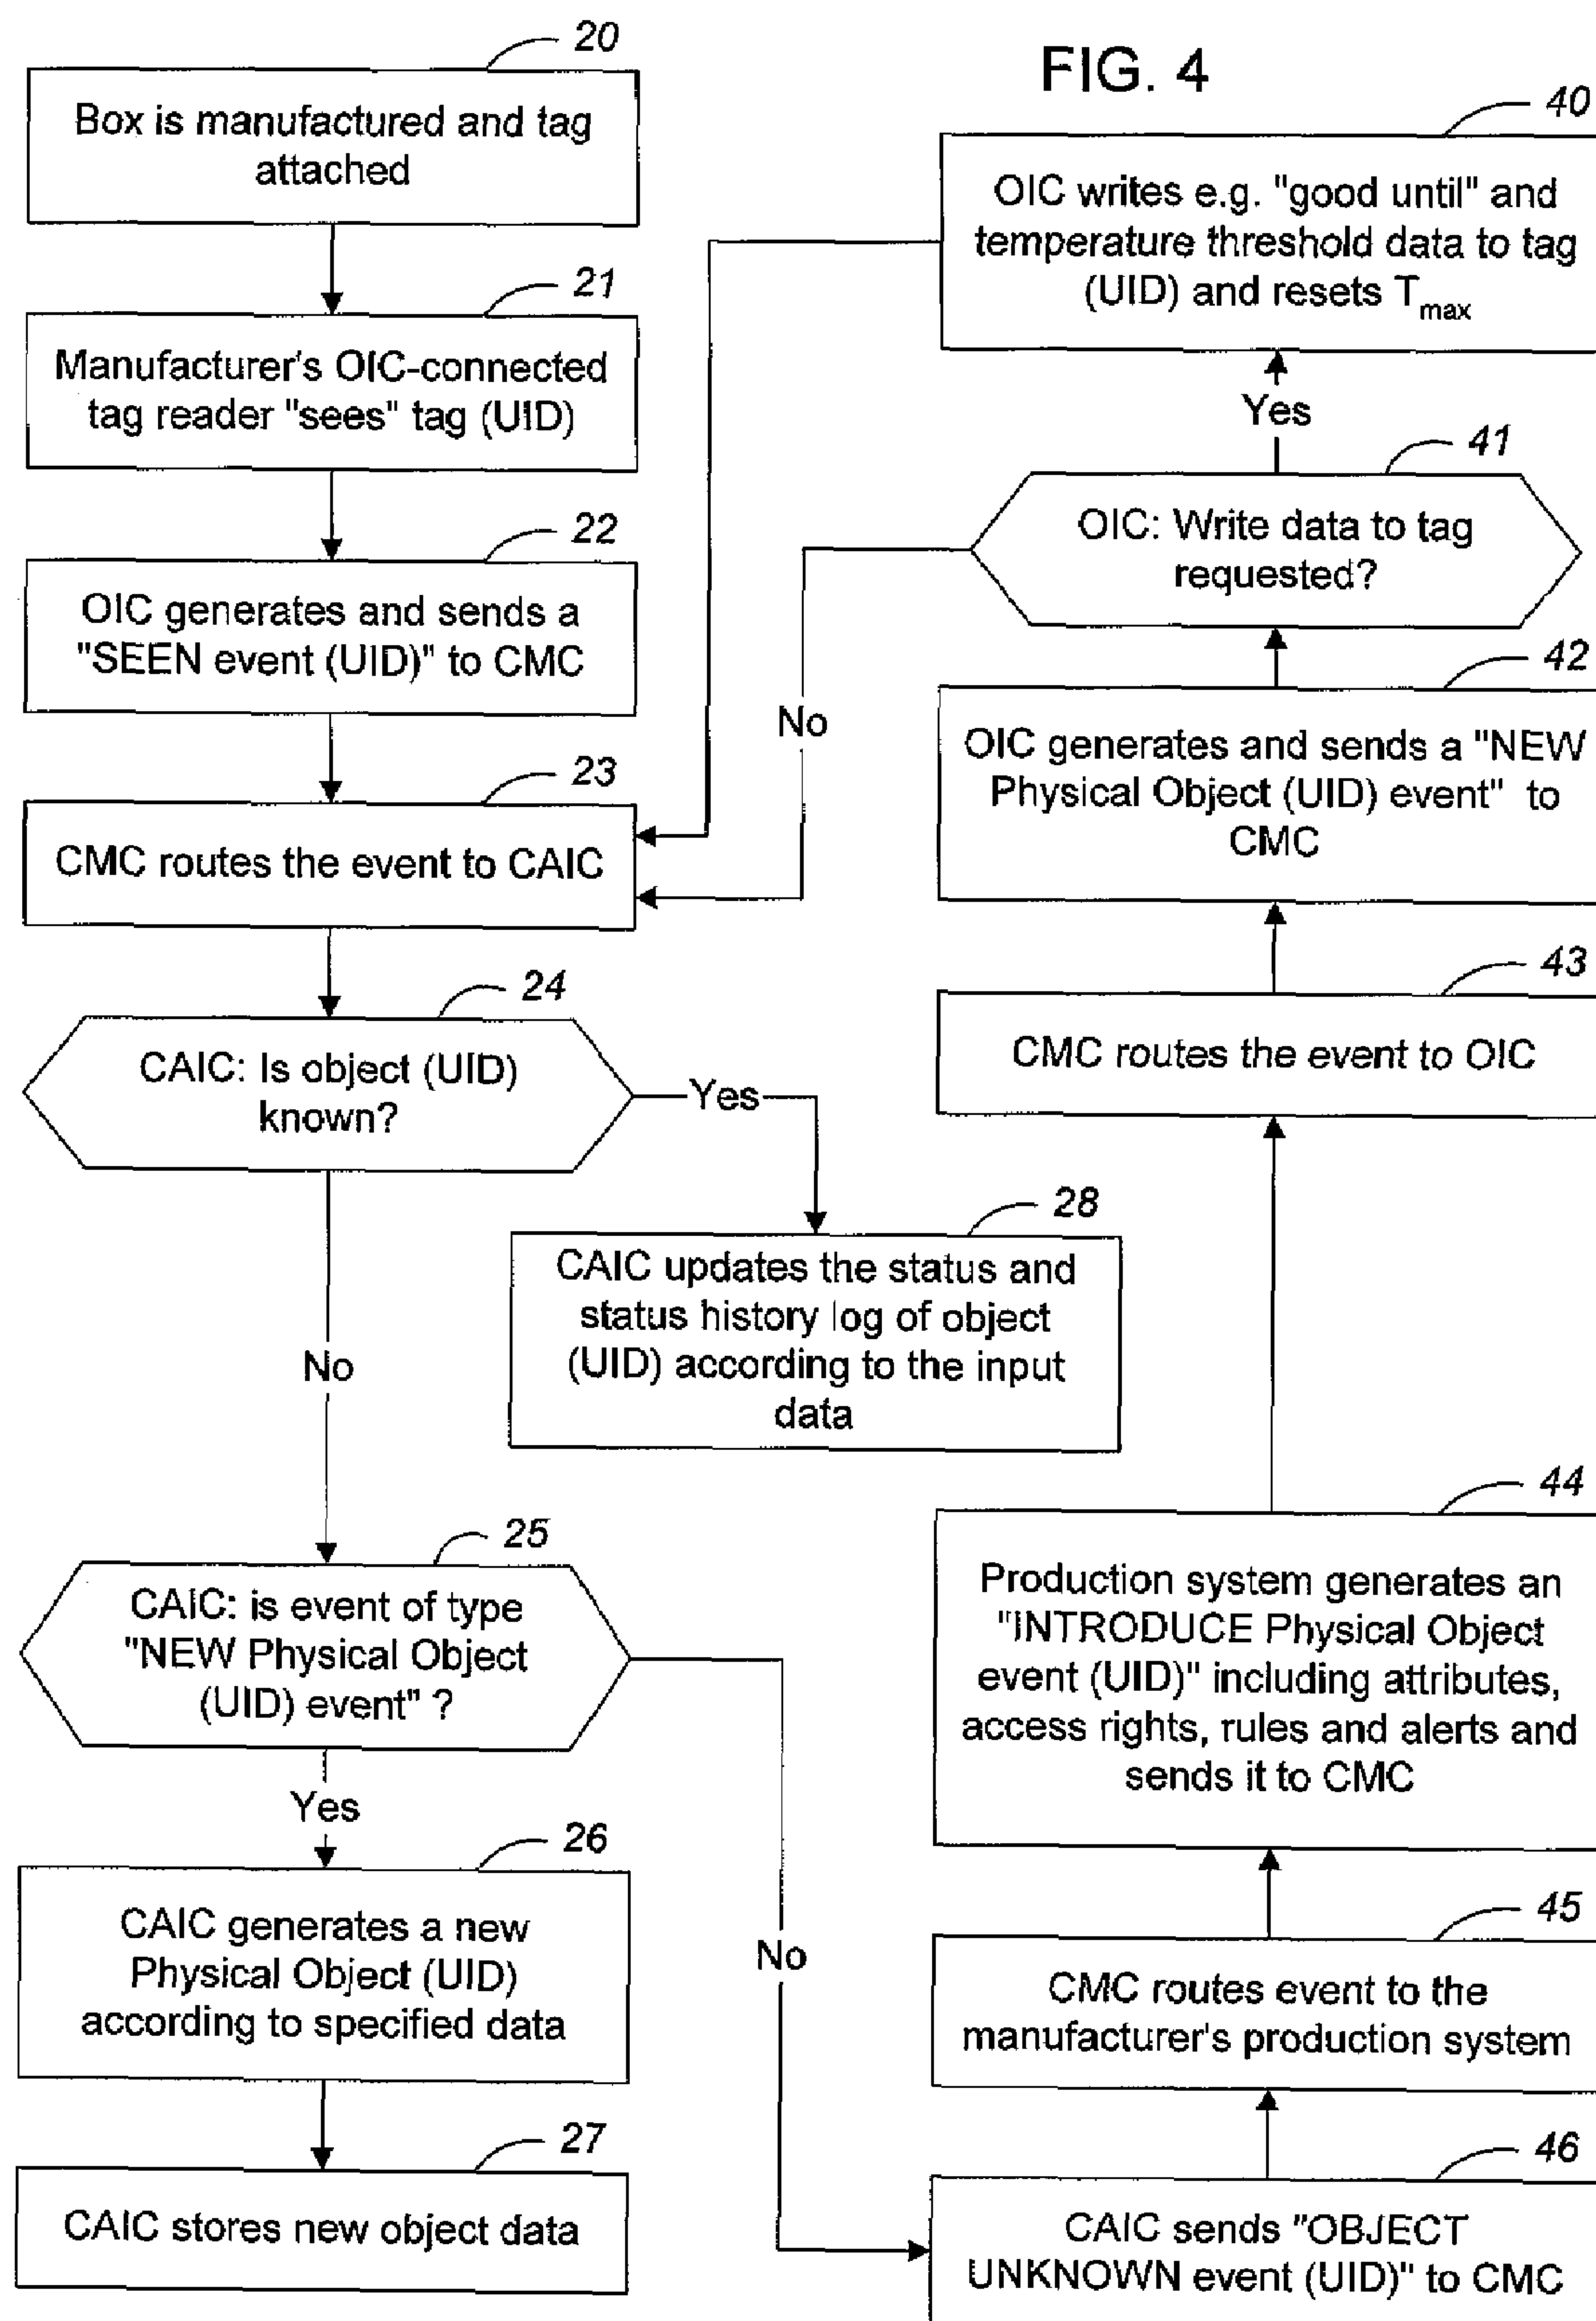 FIG. 4
20
Box is manufactured and tag
attached
21
Manufacturer's OIC-connected
tag reader "sees" tag (UID)
22
OIC generates and sends a
"SEEN event (UID)" to CMC
23
CMC routes the event to CAIC
24
CAIC: Is object (UID)
known?
Yes
No
28
CAIC updates the status and
status history log of object
(UID) according to the input
data
25
CAIC: is event of type
"NEW Physical Object
(UID) event" ?
Yes
No
26
CAIC generates a new
Physical Object (UID)
according to specified data
27
CAIC stores new object data
40
OIC writes e.g. "good until" and
temperature threshold data to tag
(UID) and resets Tmax
Yes
41
OIC: Write data to tag
requested?
No
42
OIC generates and sends a "NEW
Physical Object (UID) event" to
CMC
43
CMC routes the event to OIC
44
Production system generates an
"INTRODUCE Physical Object
event (UID)" including attributes,
access rights, rules and alerts and
sends it to CMC
45
CMC routes event to the
manufacturer's production system
46
CAIC sends "OBJECT
UNKNOWN event (UID)" to CMC